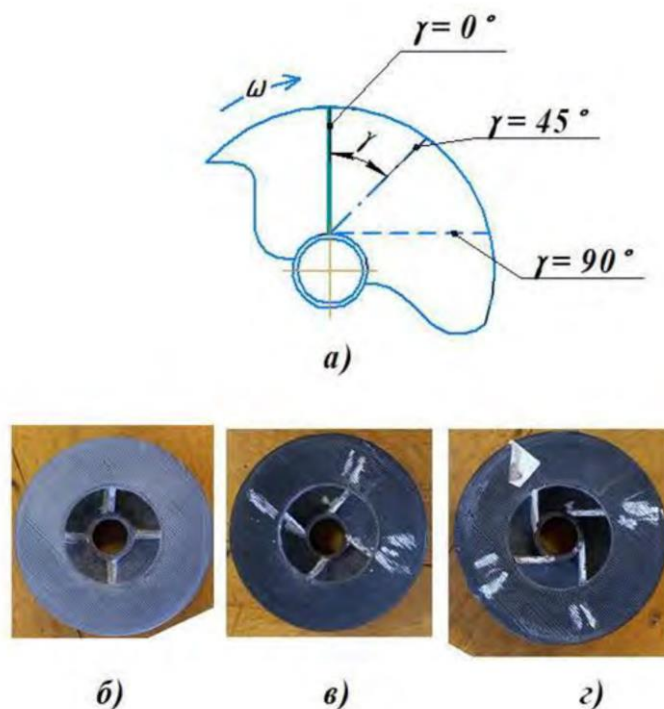 γ = 0°
ω
γ = 45°
γ
γ = 90°
а)
б) в) г)